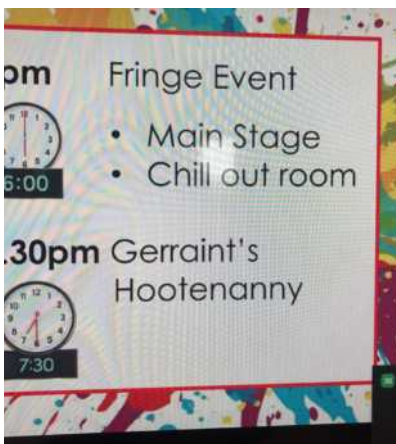 pm Fringe Event
• Main Stage
• Chill out room
6:00
.30pm Gerraint's
Hootenanny
7:30